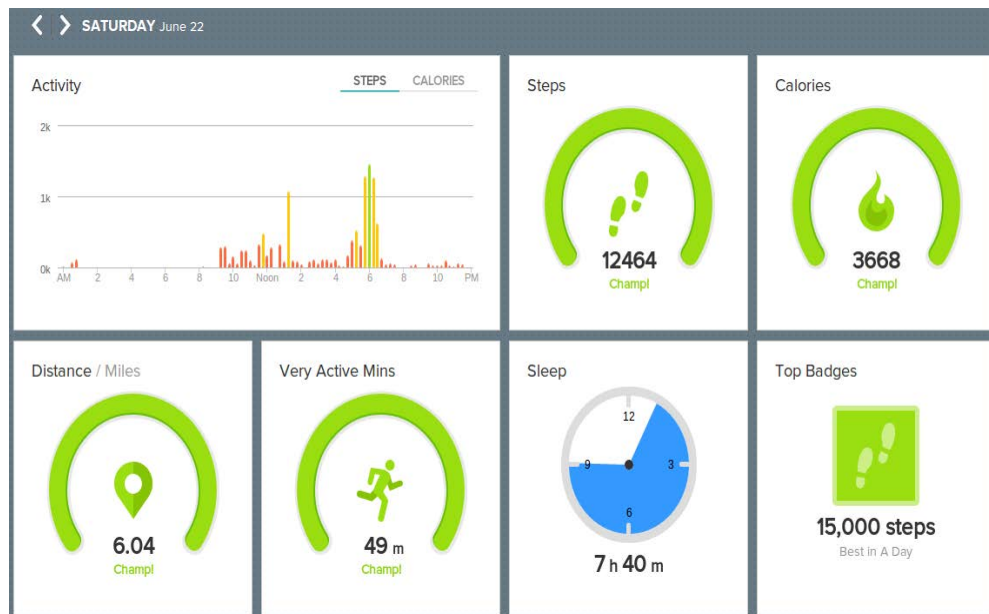 SATURDAY June 22
Activity
STEPS CALORIES
2k
1k
0k
AM 2 4 6 8 10 Noon 2 4 6 8 10 PM
Steps
12464
Champ!
Calories
3668
Champ!
Distance / Miles
6.04
Champ!
Very Active Mins
49 m
Champ!
Sleep
12
9 3
6
7 h 40 m
Top Badges
15,000 steps
Best in A Day